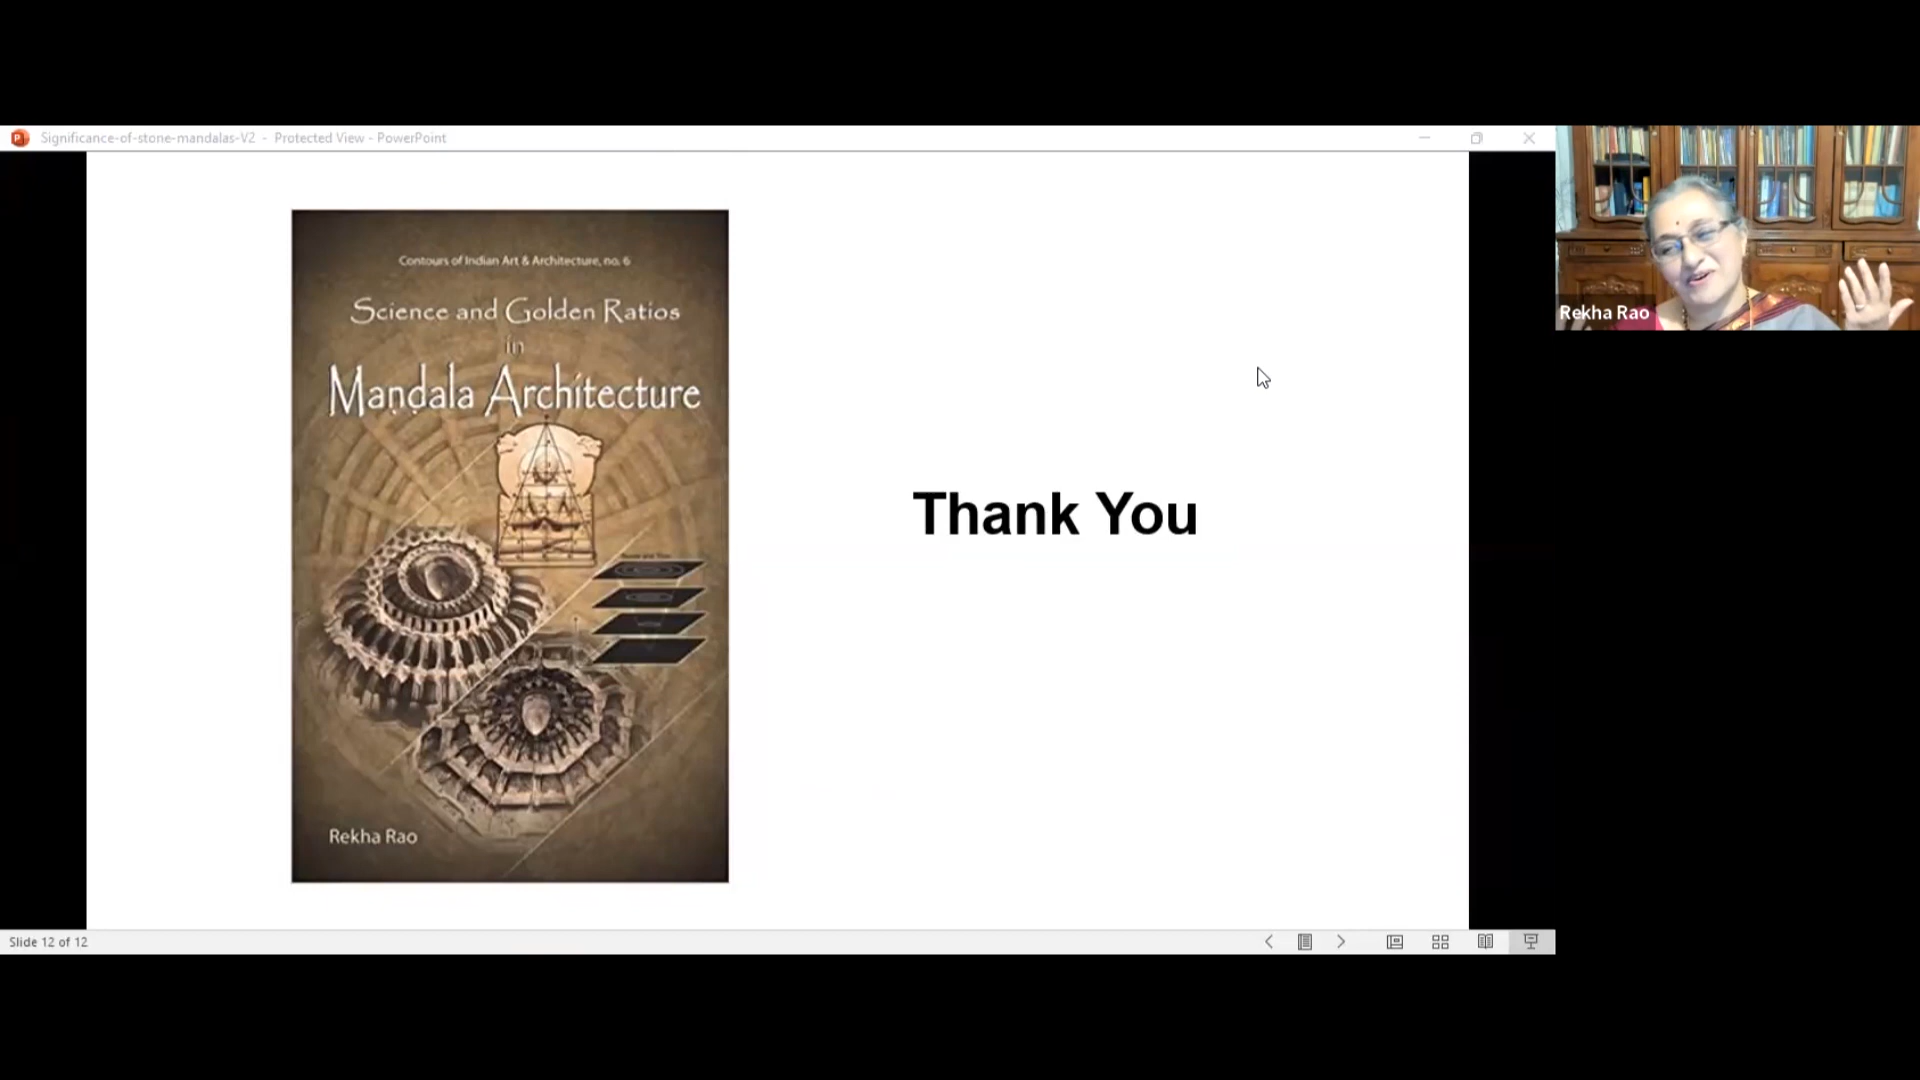 Significance-of-stone-mandalas-V2 - Protected View - PowerPoint
Contours of Indian Art & Architecture, no. 6
Science and Golden Ratios
in
Maṇḍala Architecture
Rekha Rao
Thank You
Rekha Rao
Slide 12 of 12